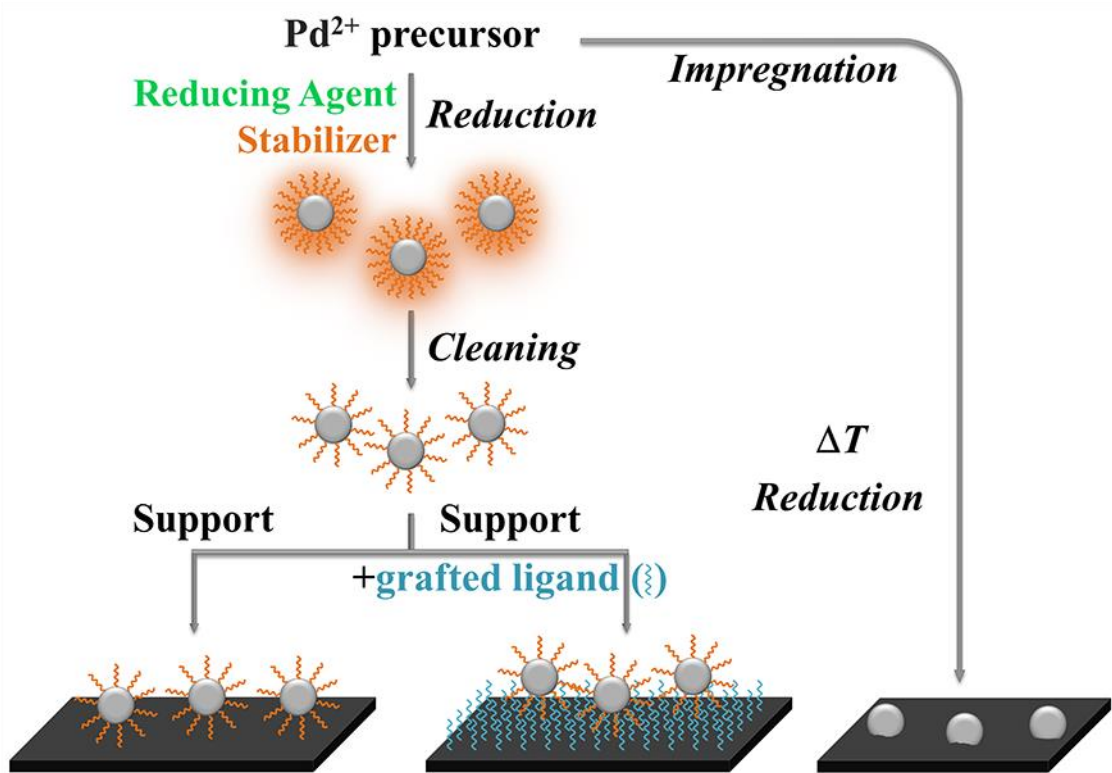 Pd²⁺ precursor
Impregnation
Reducing Agent
Stabilizer
Reduction
Cleaning
ΔT
Reduction
Support
Support
+grafted ligand (⌇)